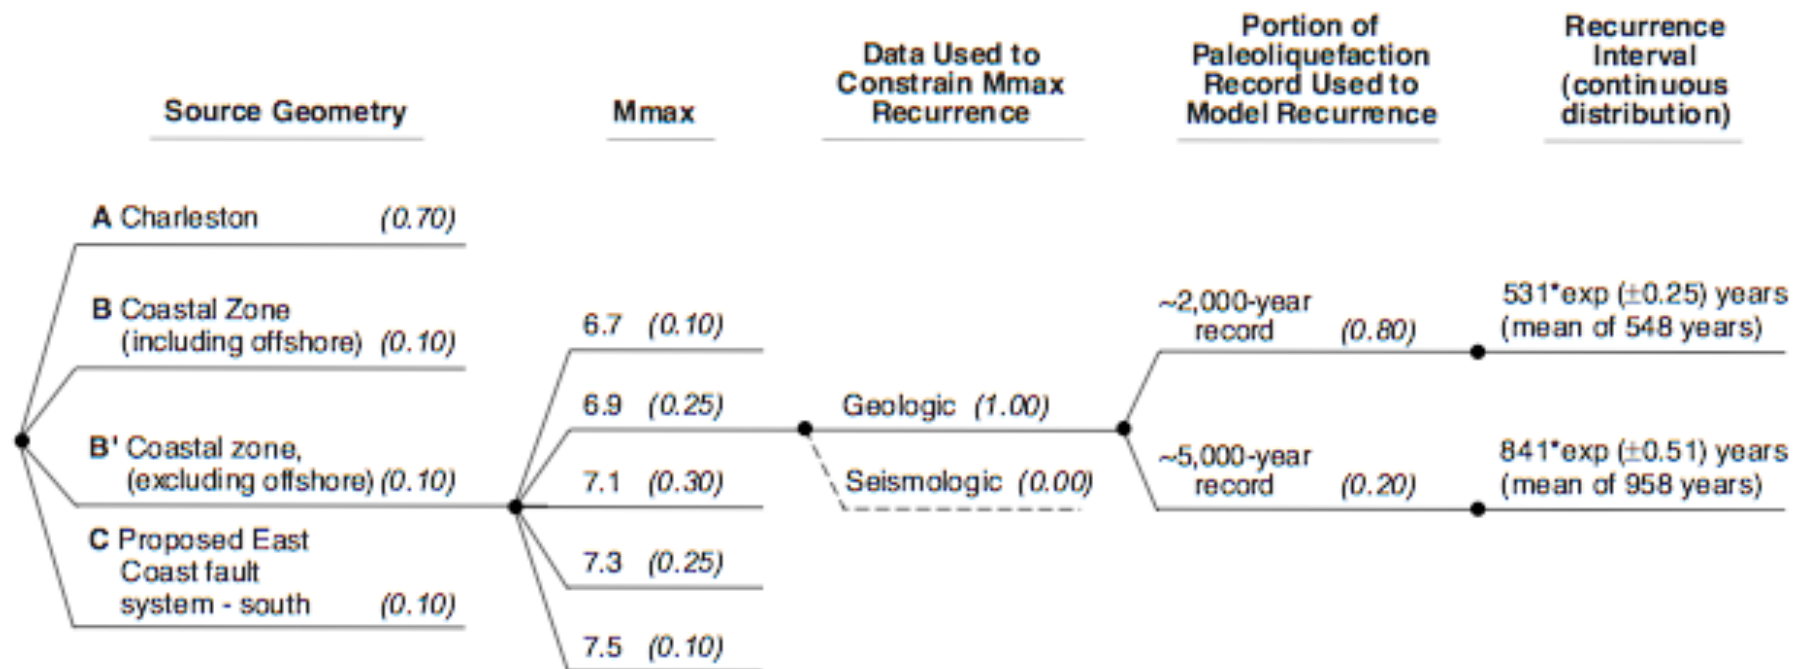 Source Geometry
Mmax
Data Used to
Constrain Mmax
Recurrence
Portion of
Paleoliquefaction
Record Used to
Model Recurrence
Recurrence
Interval
(continuous
distribution)
A Charleston (0.70)
B Coastal Zone
(including offshore) (0.10)
B' Coastal zone,
(excluding offshore) (0.10)
C Proposed East
Coast fault
system - south (0.10)
6.7 (0.10)
6.9 (0.25)
7.1 (0.30)
7.3 (0.25)
7.5 (0.10)
Geologic (1.00)
Seismologic (0.00)
~2,000-year
record (0.80)
~5,000-year
record (0.20)
531*exp (±0.25) years
(mean of 548 years)
841*exp (±0.51) years
(mean of 958 years)